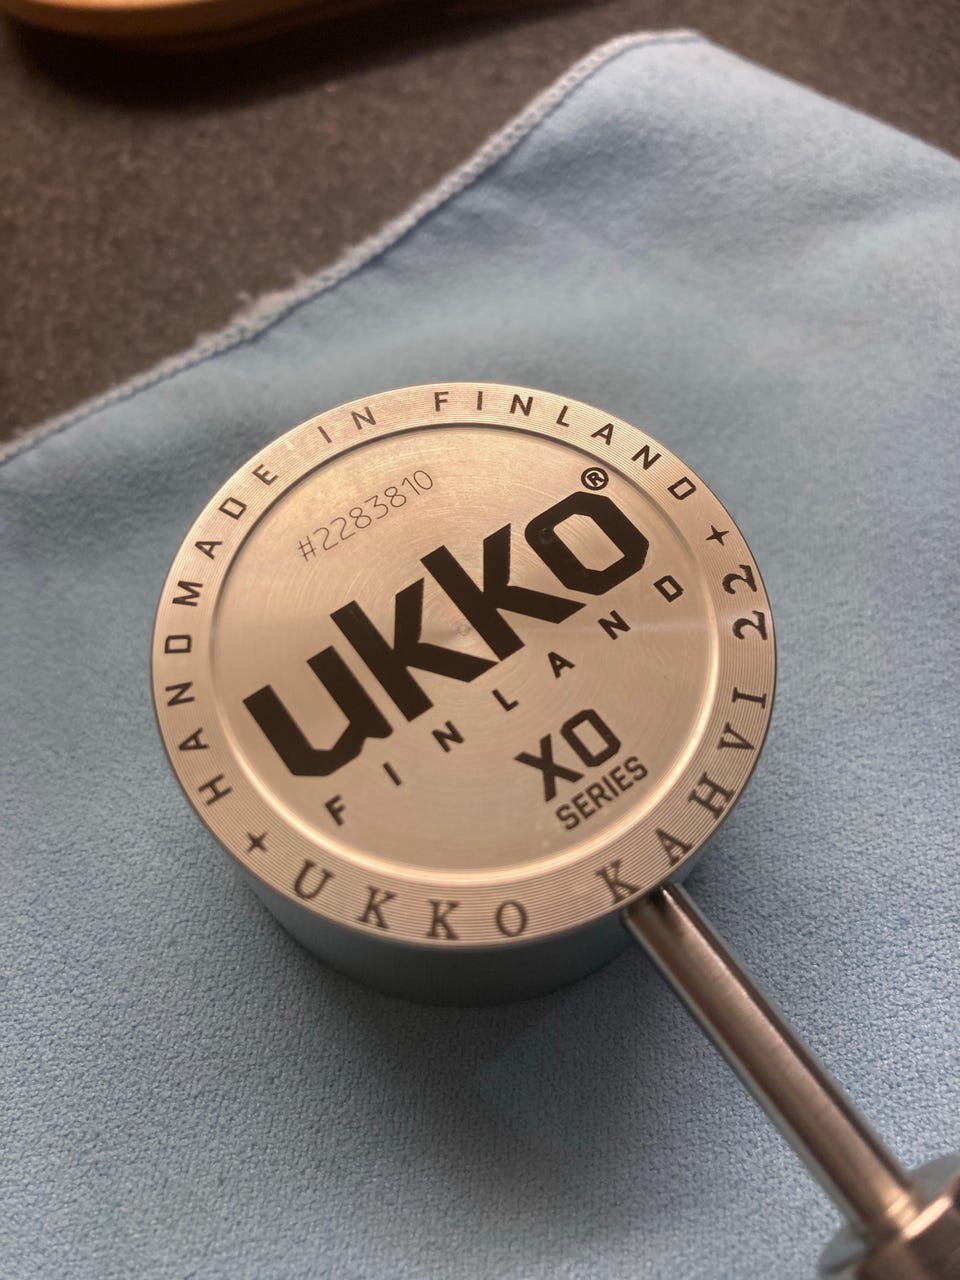 HANDMADE IN FINLAND
#2283810
UKKO®
FINLAND
XO
SERIES
UKKO KAHVI 22